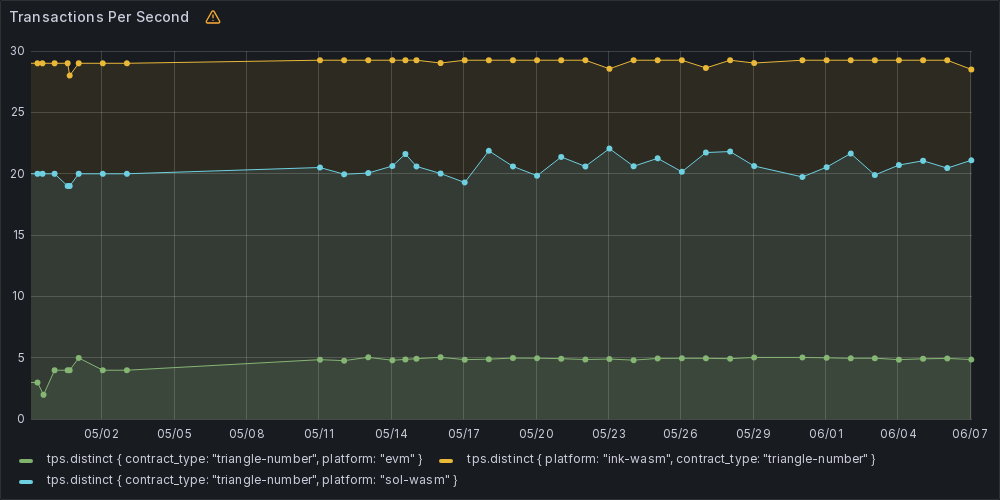 Transactions Per Second
30
25
20
15
10
5
0
05/02 05/05 05/08 05/11 05/14 05/17 05/20 05/23 05/26 05/29 06/01 06/04 06/07
tps.distinct { contract_type: "triangle-number", platform: "evm" } tps.distinct { platform: "ink-wasm", contract_type: "triangle-number" }
tps.distinct { contract_type: "triangle-number", platform: "sol-wasm" }